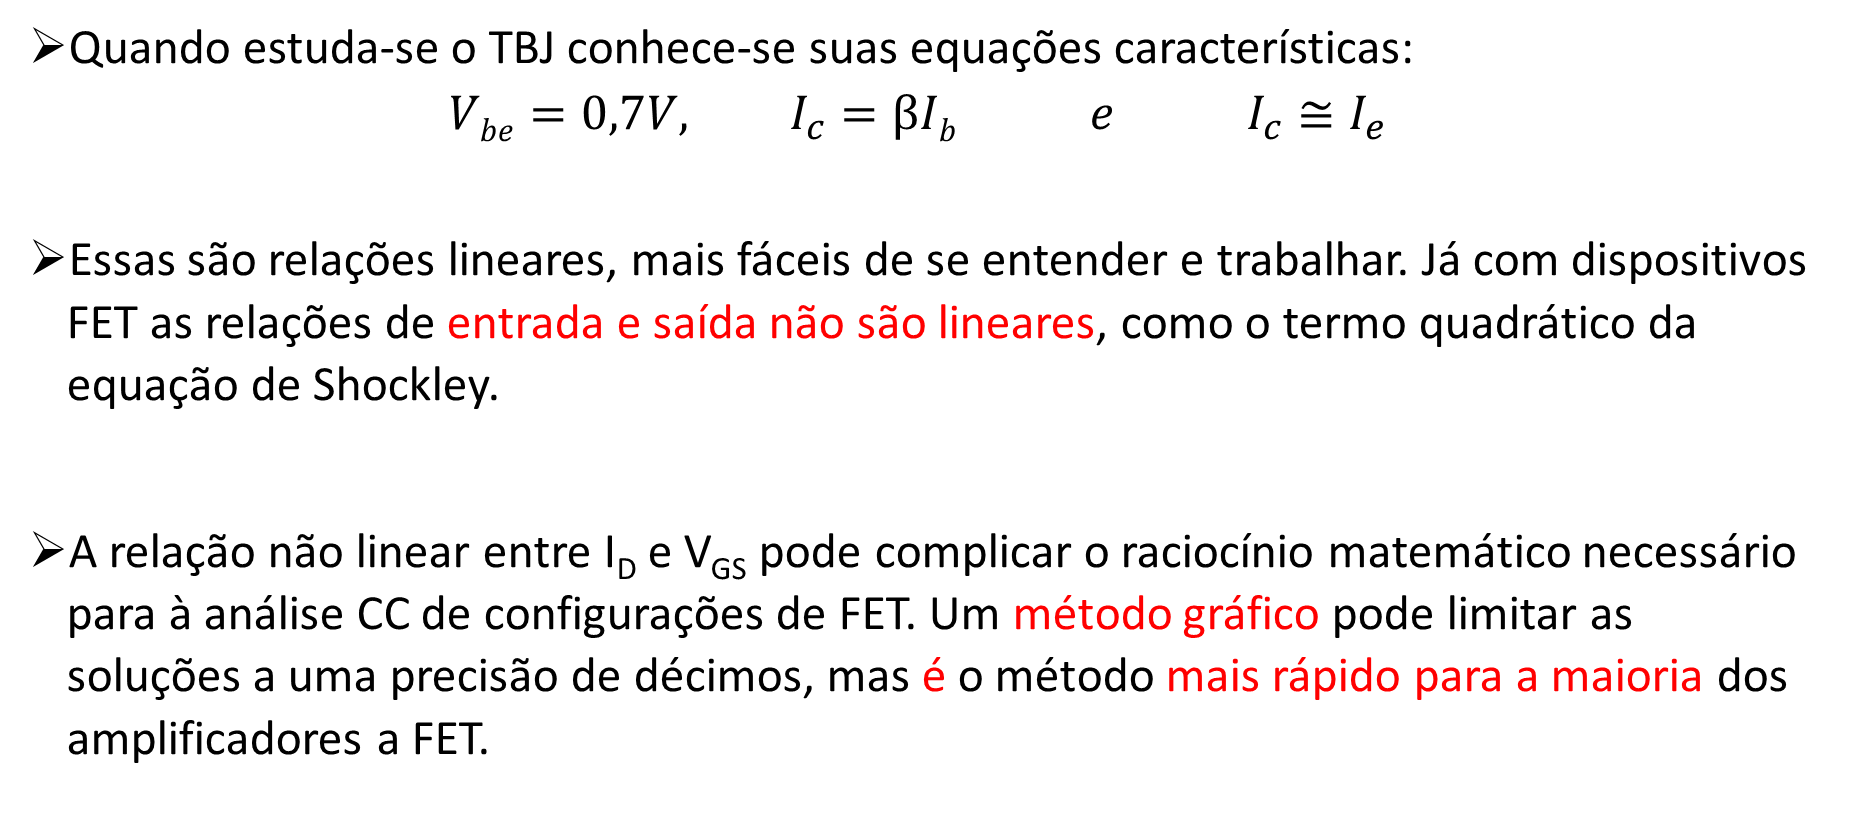 ➢Quando estuda-se o TBJ conhece-se suas equações características:
V_be = 0,7V, I_c = βI_b e I_c ≅ I_e
➢Essas são relações lineares, mais fáceis de se entender e trabalhar. Já com dispositivos
FET as relações de entrada e saída não são lineares, como o termo quadrático da
equação de Shockley.
➢A relação não linear entre I_D e V_GS pode complicar o raciocínio matemático necessário
para à análise CC de configurações de FET. Um método gráfico pode limitar as
soluções a uma precisão de décimos, mas é o método mais rápido para a maioria dos
amplificadores a FET.